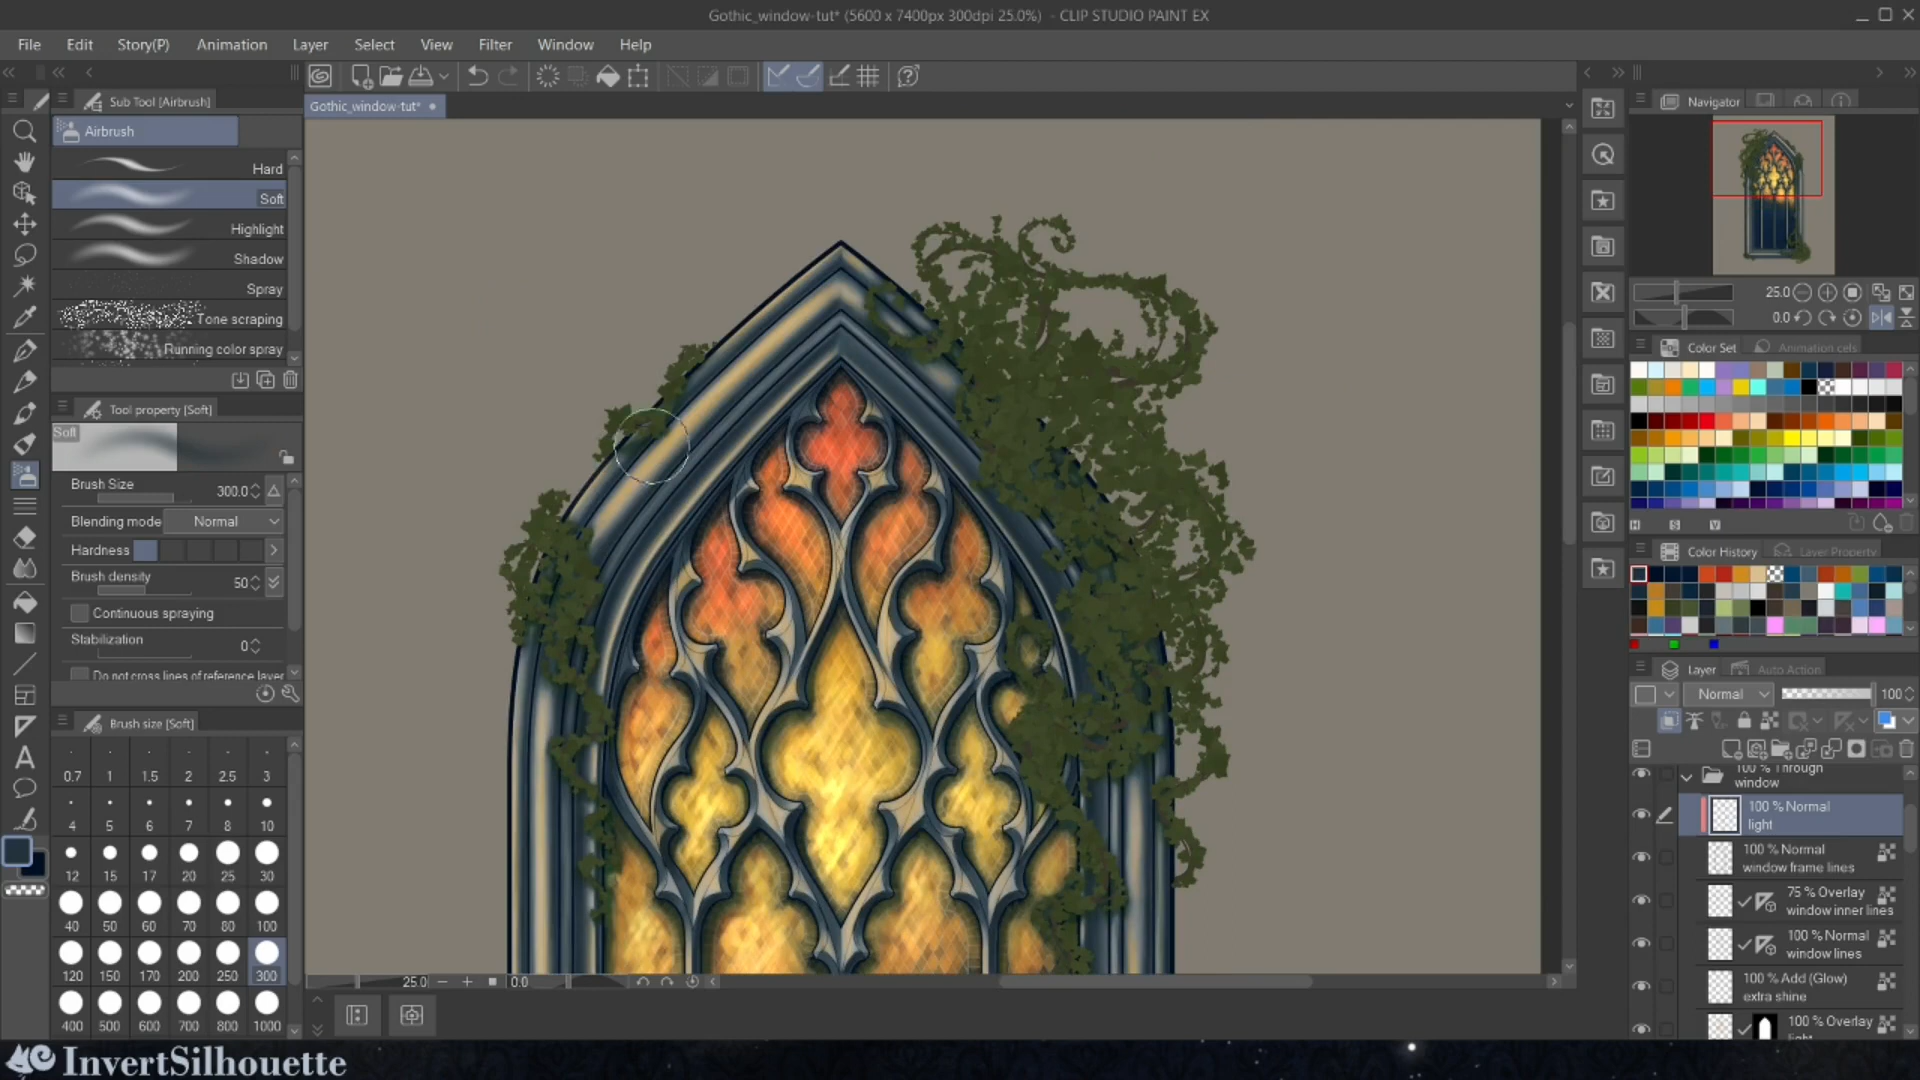 Gothic_window-tut* (5600 x 7400px 300dpi 25.0%) - CLIP STUDIO PAINT EX
File Edit Story(P) Animation Layer Select View Filter Window Help
Sub Tool [Airbrush]
Gothic_window-tut*
Navigator
Airbrush
Hard
Soft
Highlight
Shadow
Spray
Tone scraping
Running color spray
25.0
0.0
Color Set Animation cels
Tool property [Soft]
Soft
Brush Size 300.0
Blending mode Normal
Hardness
Brush density 50
Continuous spraying
Stabilization 0
Do not cross lines of reference layer
H S V
Color History Layer Property
Layer Auto Action
Normal 100
Brush size [Soft]
0.7 1 1.5 2 2.5 3
4 5 6 7 8 10
12 15 17 20 25 30
40 50 60 70 80 100
120 150 170 200 250 300
400 500 600 700 800 1000
100 % Through
window
100 % Normal
light
100 % Normal
window frame lines
75 % Overlay
window inner lines
100 % Normal
window lines
100 % Add (Glow)
extra shine
100 % Overlay
light
25.0 0.0
InvertSilhouette